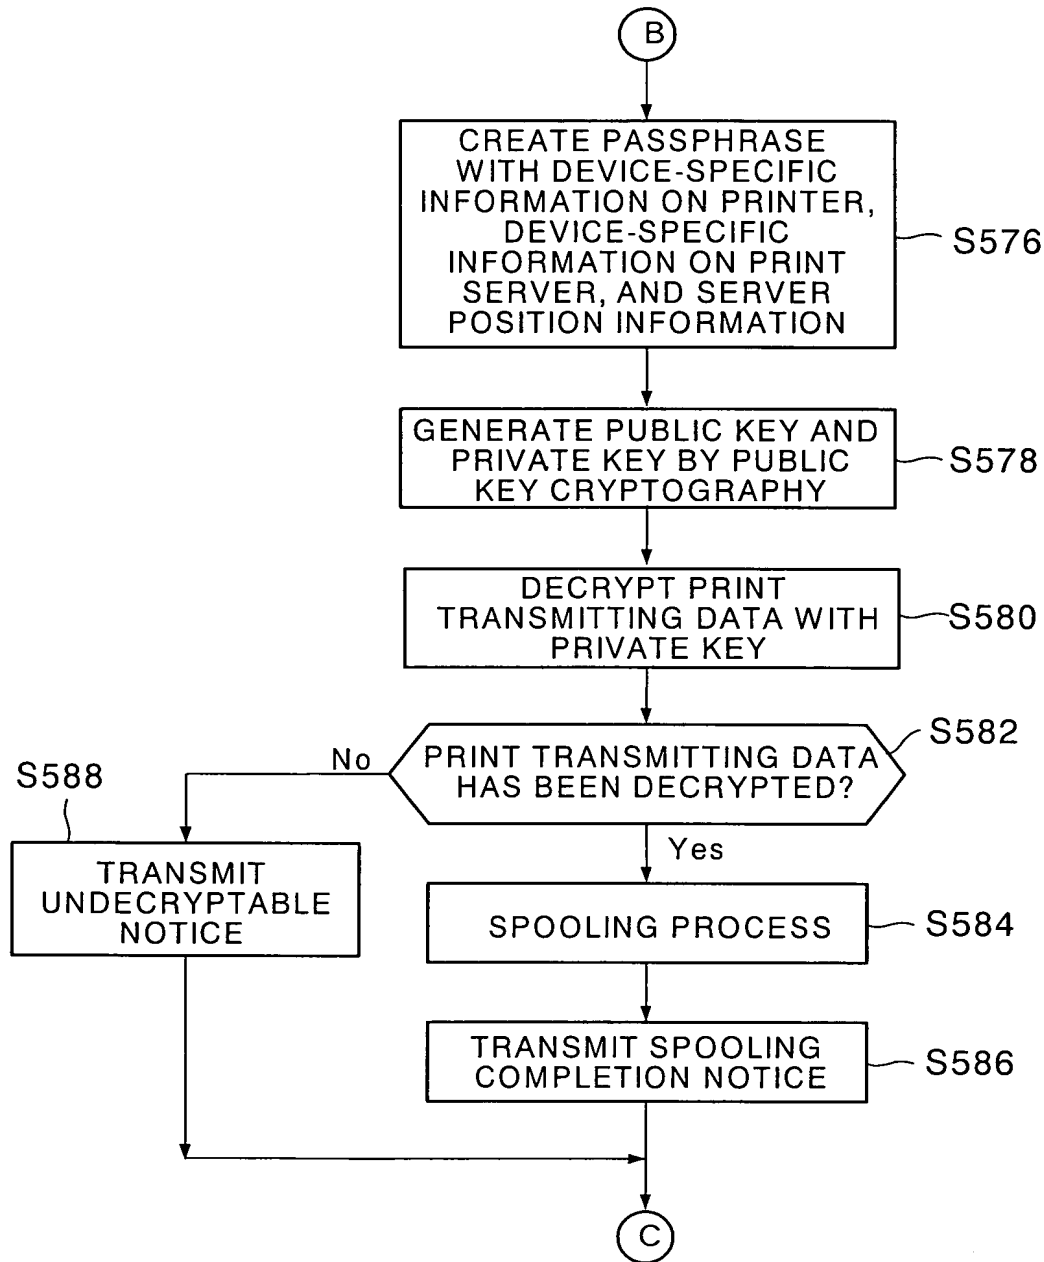 B
CREATE PASSPHRASE
WITH DEVICE-SPECIFIC
INFORMATION ON PRINTER,
DEVICE-SPECIFIC
INFORMATION ON PRINT
SERVER, AND SERVER
POSITION INFORMATION
S576
GENERATE PUBLIC KEY AND
PRIVATE KEY BY PUBLIC
KEY CRYPTOGRAPHY
S578
DECRYPT PRINT
TRANSMITTING DATA WITH
PRIVATE KEY
S580
PRINT TRANSMITTING DATA
HAS BEEN DECRYPTED?
S582
No
S588
TRANSMIT
UNDECRYPTABLE
NOTICE
Yes
SPOOLING PROCESS
S584
TRANSMIT SPOOLING
COMPLETION NOTICE
S586
C